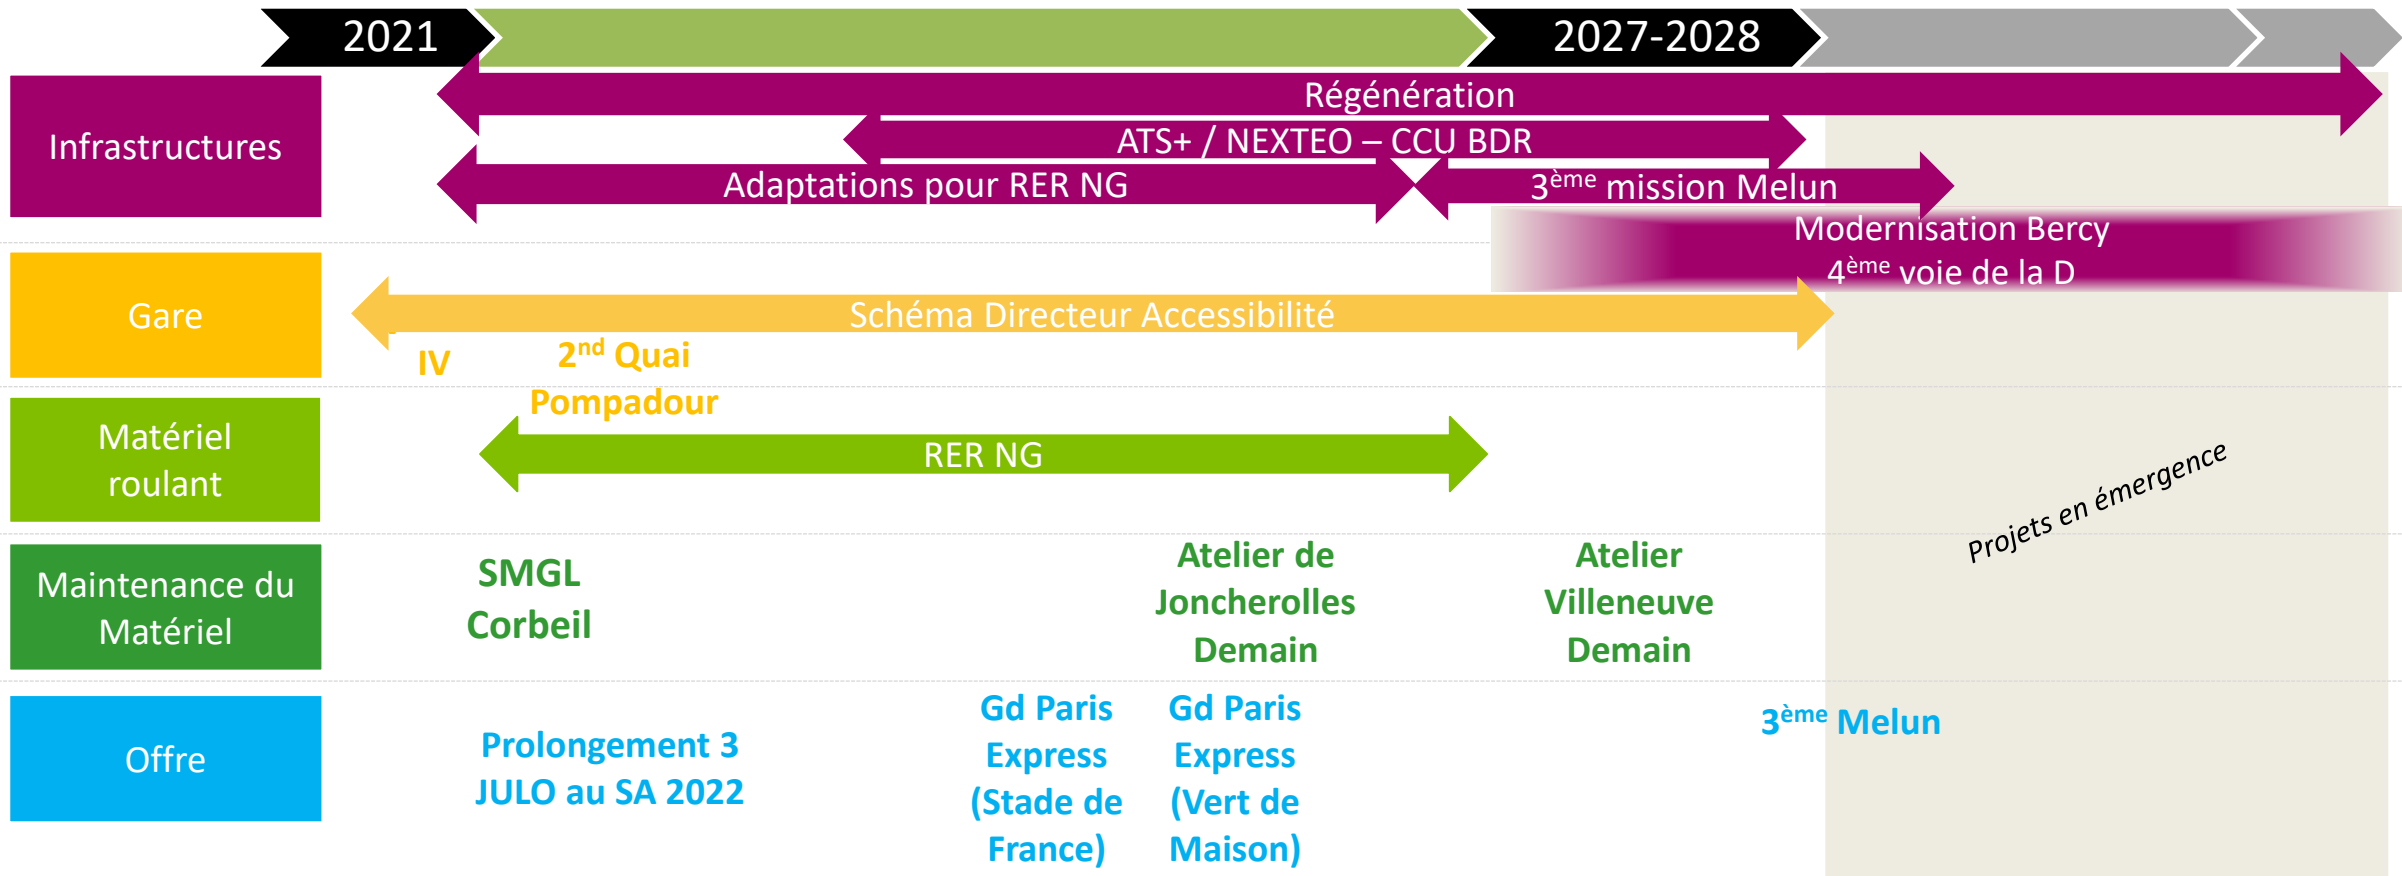 2021
2027-2028
Infrastructures
Régénération
ATS+ / NEXTEO – CCU BDR
Adaptations pour RER NG
3ème mission Melun
Modernisation Bercy
4ème voie de la D
Gare
Schéma Directeur Accessibilité
IV
2nd Quai
Pompadour
Matériel
roulant
RER NG
Projets en émergence
Maintenance du
Matériel
SMGL
Corbeil
Atelier de
Joncherolles
Demain
Atelier
Villeneuve
Demain
Offre
Prolongement 3
JULO au SA 2022
Gd Paris
Express
(Stade de
France)
Gd Paris
Express
(Vert de
Maison)
3ème Melun